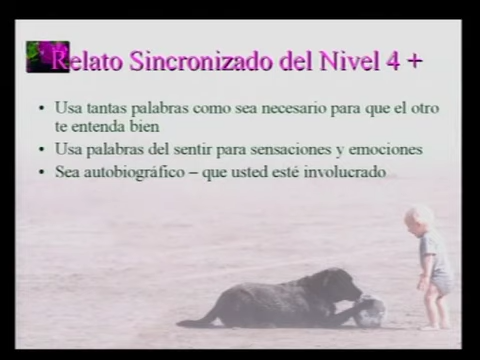 Relato Sincronizado del Nivel 4 +
• Usa tantas palabras como sea necesario para que el otro
te entenda bien
• Usa palabras del sentir para sensaciones y emociones
• Sea autobiográfico – que usted esté involucrado